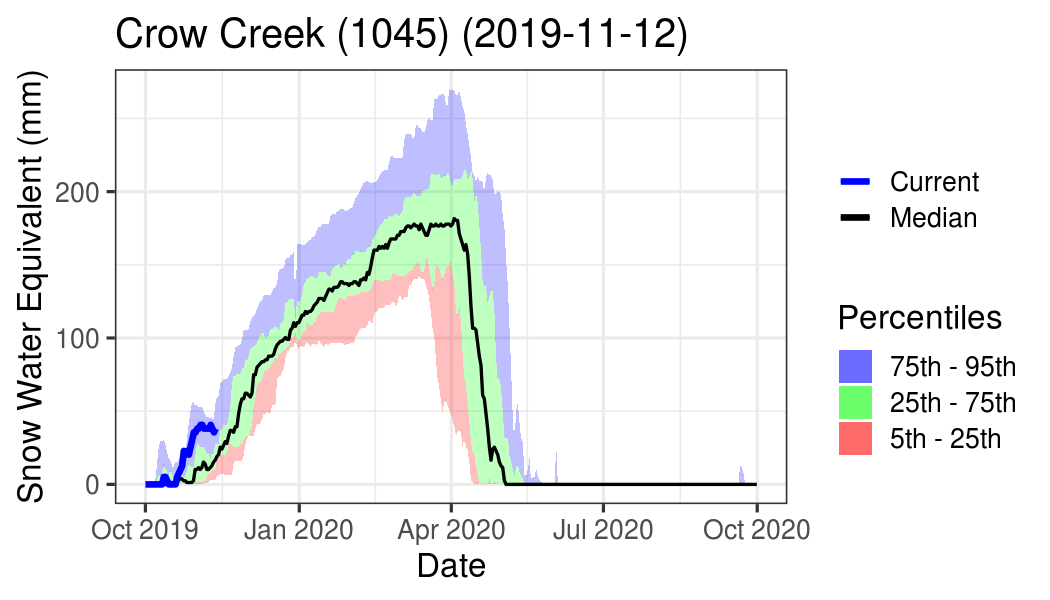 Crow Creek (1045) (2019-11-12)
Snow Water Equivalent (mm)
200
100
0
Oct 2019
Jan 2020
Apr 2020
Jul 2020
Oct 2020
Date
Current
Median
Percentiles
75th - 95th
25th - 75th
5th - 25th